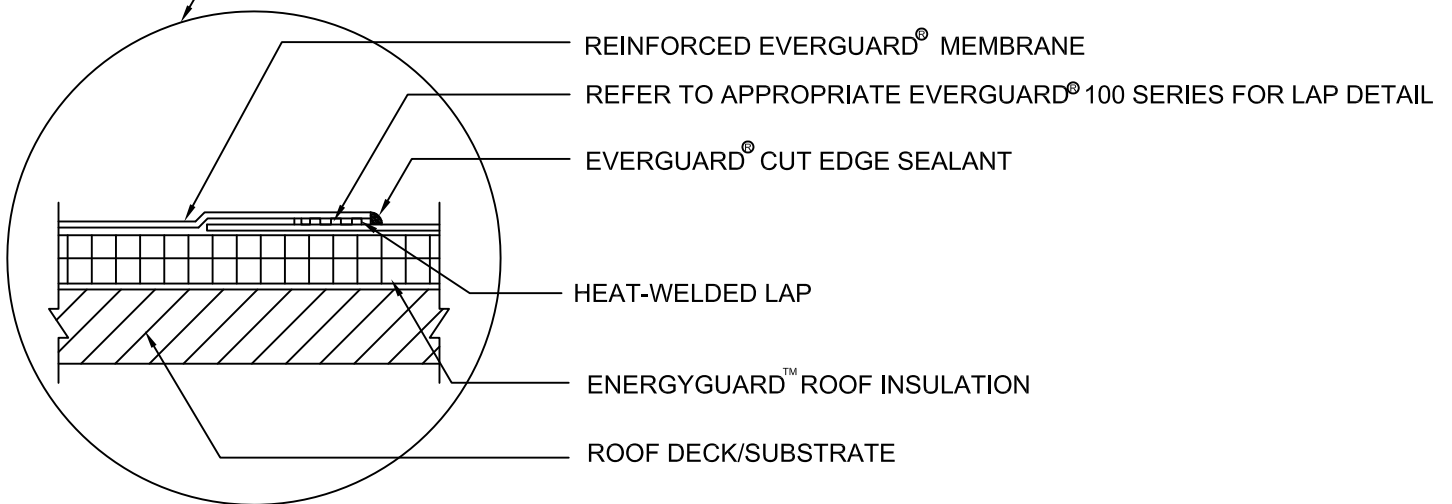 REINFORCED EVERGUARD® MEMBRANE
REFER TO APPROPRIATE EVERGUARD® 100 SERIES FOR LAP DETAIL
EVERGUARD® CUT EDGE SEALANT
HEAT-WELDED LAP
ENERGYGUARD™ ROOF INSULATION
ROOF DECK/SUBSTRATE